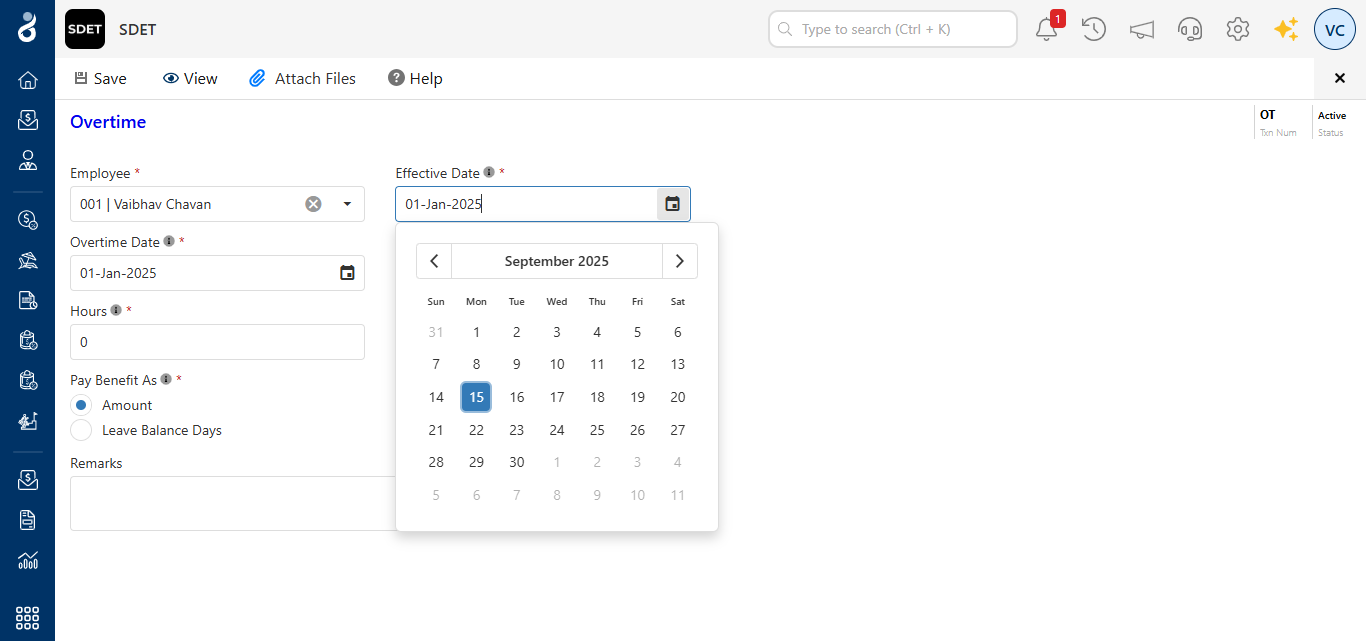 SDET SDET Type to search (Ctrl + K) 1 VC
Save View Attach Files Help
Overtime OT Active
Txn Num Status
Employee * Effective Date *
001 | Vaibhav Chavan 01-Jan-2025
Overtime Date *
01-Jan-2025
September 2025
Sun Mon Tue Wed Thu Fri Sat
31 1 2 3 4 5 6
7 8 9 10 11 12 13
14 15 16 17 18 19 20
21 22 23 24 25 26 27
28 29 30 1 2 3 4
5 6 7 8 9 10 11
Hours *
0
Pay Benefit As *
Amount
Leave Balance Days
Remarks